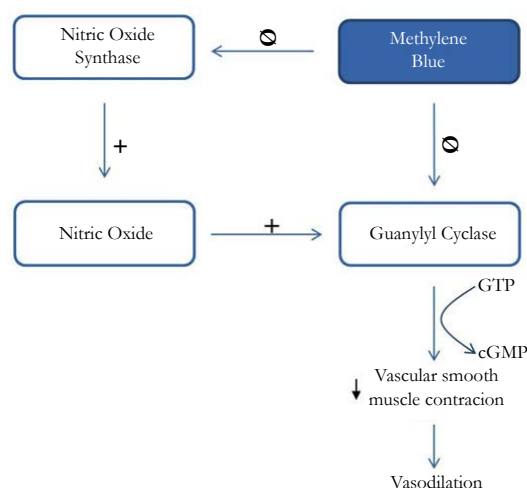 Nitric Oxide
Synthase
Ø
Methylene
Blue
+
Ø
Nitric Oxide
+
Guanylyl Cyclase
GTP
cGMP
Vascular smooth
muscle contracion
Vasodilation